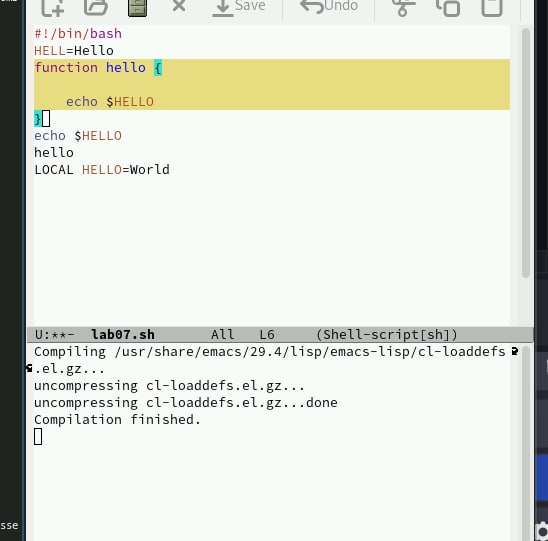 Save Undo
#!/bin/bash
HELL=Hello
function hello {
echo $HELLO
}
echo $HELLO
hello
LOCAL HELLO=World
U:**- lab07.sh All L6 (Shell-script[sh])
Compiling /usr/share/emacs/29.4/lisp/emacs-lisp/cl-loaddefs
.el.gz...
uncompressing cl-loaddefs.el.gz...
uncompressing cl-loaddefs.el.gz...done
Compilation finished.
sse